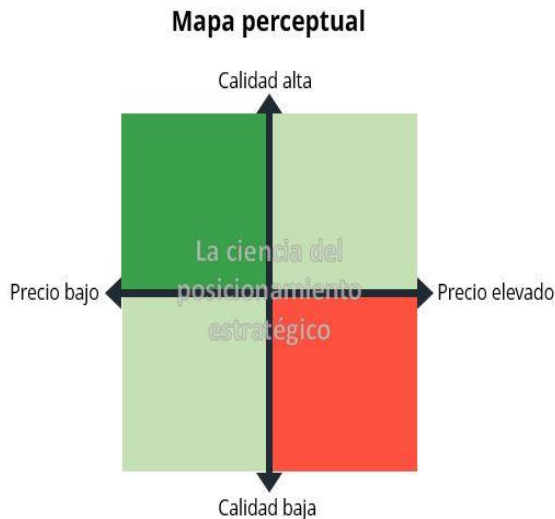 Mapa perceptual
Calidad alta
La ciencia del
Precio bajo
posicionamiento
Precio elevado
estratégico
Calidad baja